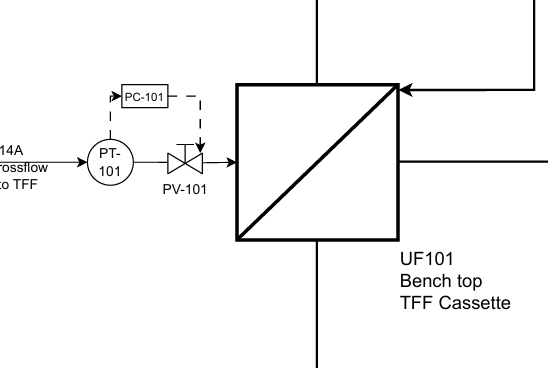 PC-101
14A
rossflow
to TFF
PT-
101
PV-101
UF101
Bench top
TFF Cassette